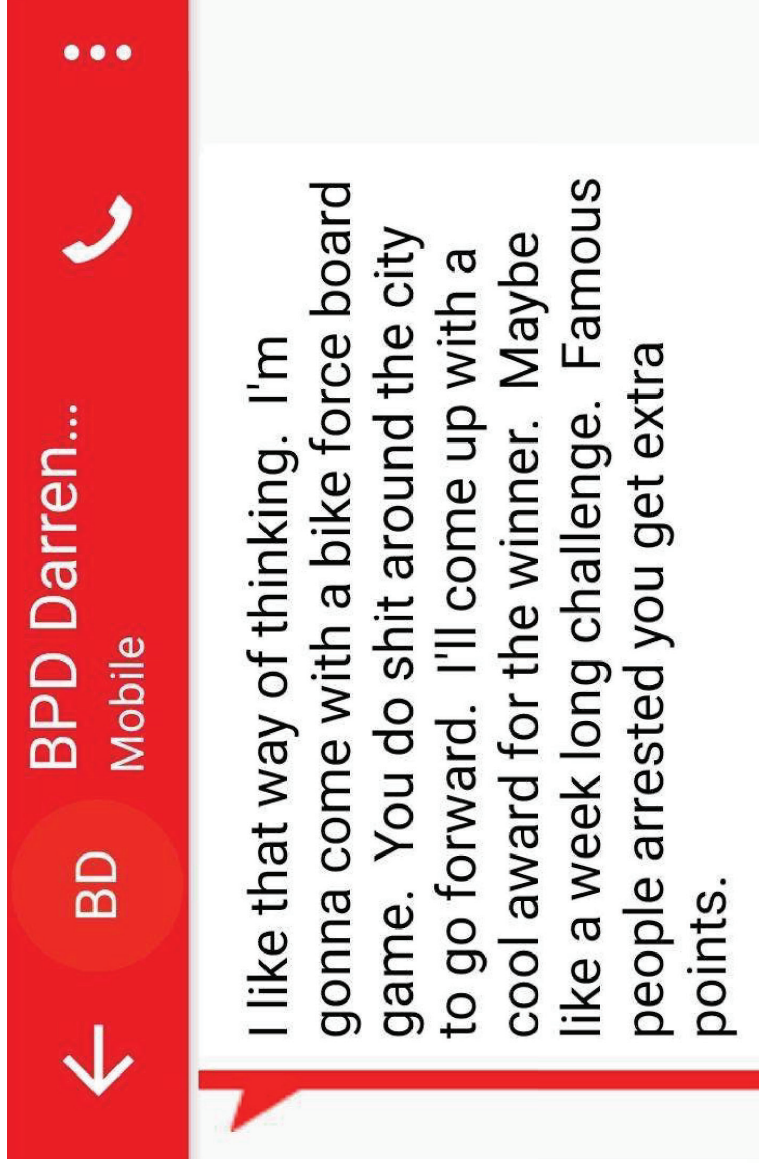 BD
BPD Darren...
Mobile
I like that way of thinking.  I'm
gonna come with a bike force board
game.  You do shit around the city
to go forward.  I'll come up with a
cool award for the winner.  Maybe
like a week long challenge.  Famous
people arrested you get extra
points.